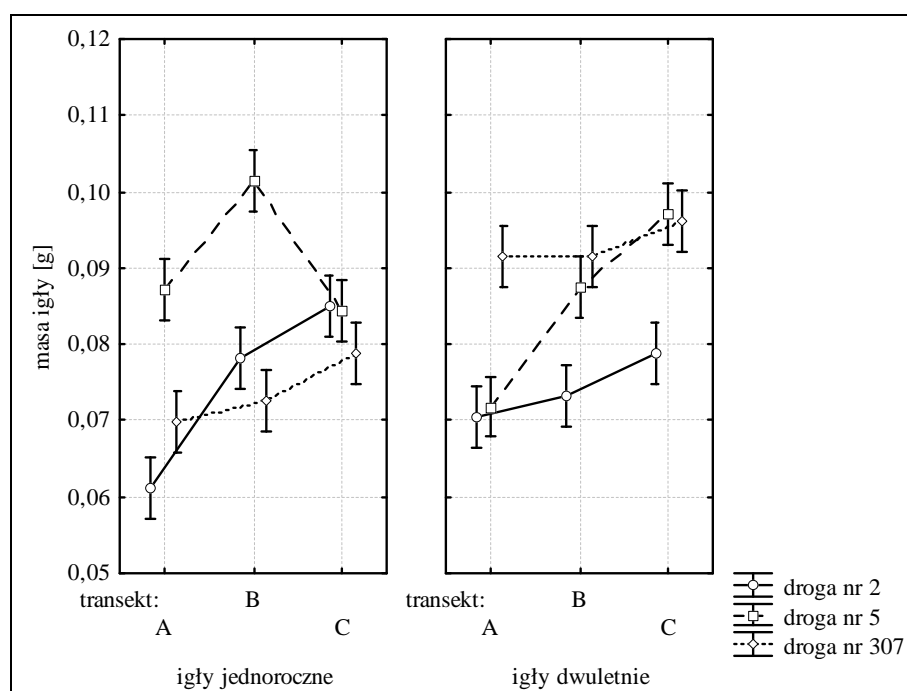 masa igły [g]
0,12
0,11
0,10
0,09
0,08
0,07
0,06
0,05
transekt: B transekt: B
A C A C
igły jednoroczne igły dwuletnie
droga nr 2
droga nr 5
droga nr 307